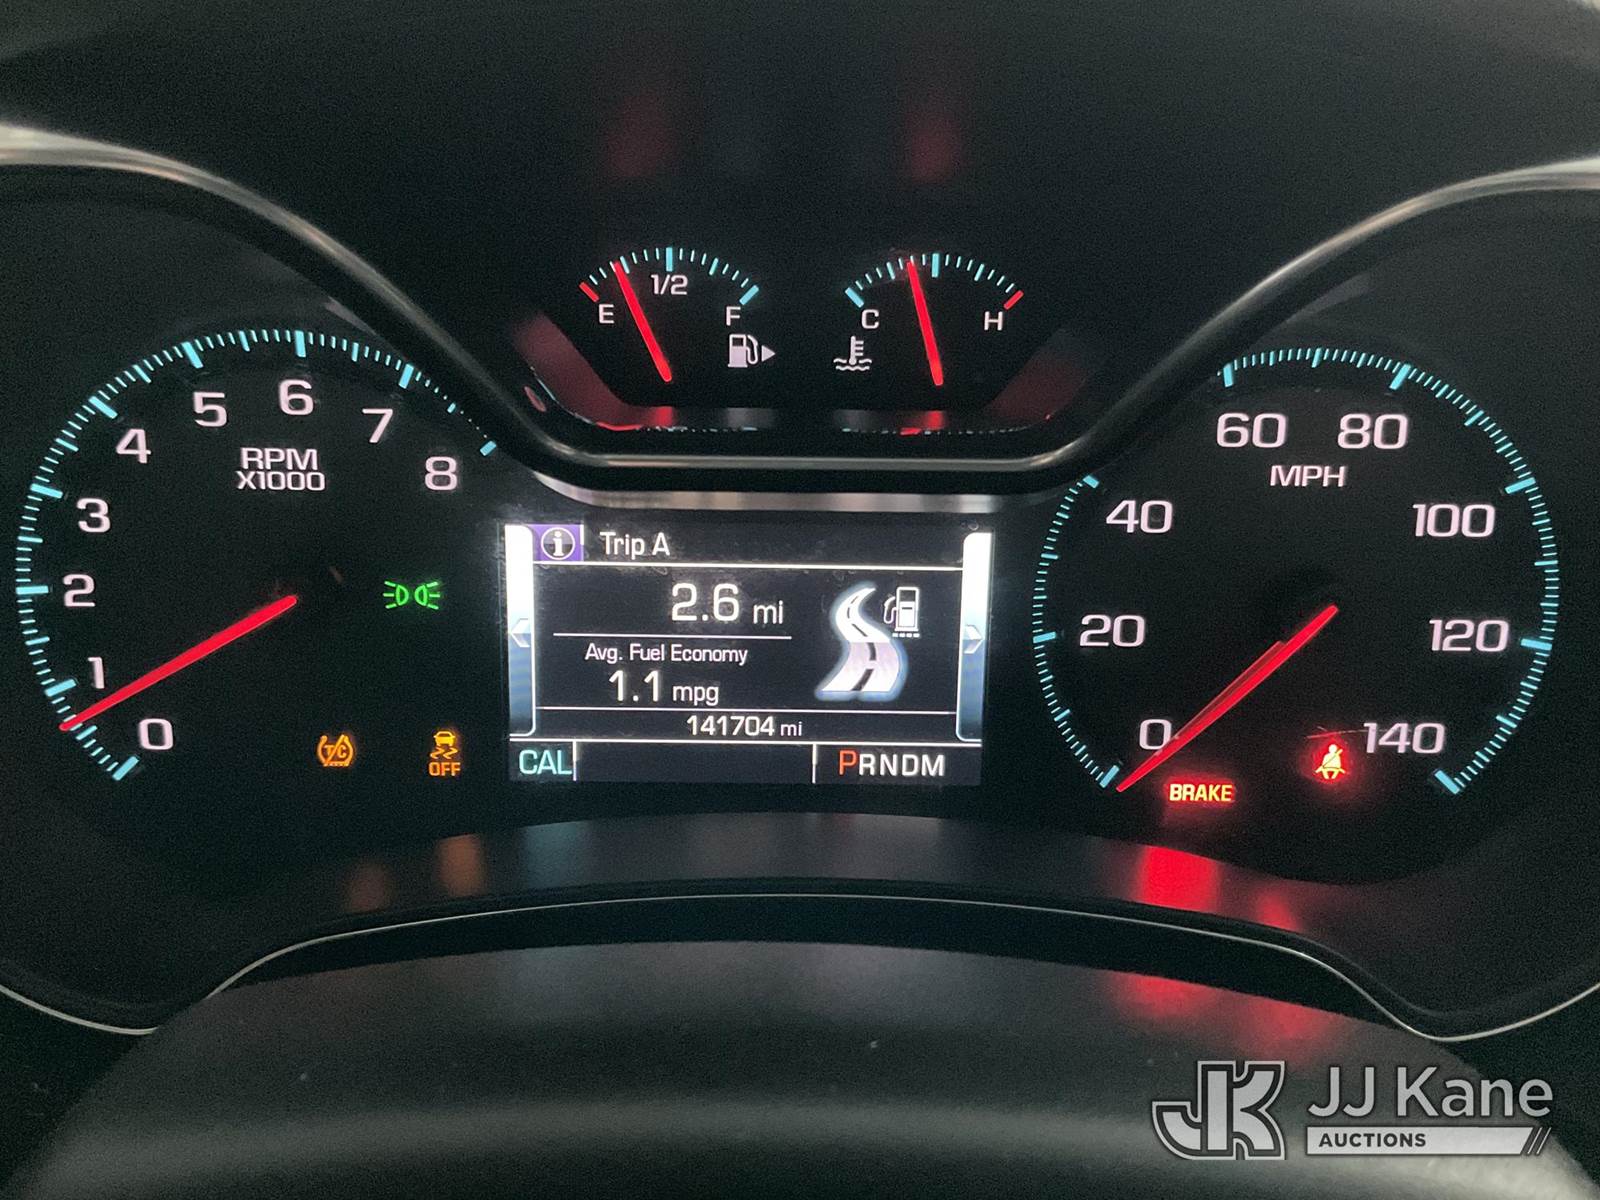 1/2
E F
C H
0 1 2 3 4 5 6 7 8
RPM
X1000
TC
OFF
i Trip A
2.6 mi
Avg. Fuel Economy
1.1 mpg
141704 mi
CAL PRNDM
0 20 40 60 80 100 120 140
MPH
BRAKE
JK JJ Kane
AUCTIONS